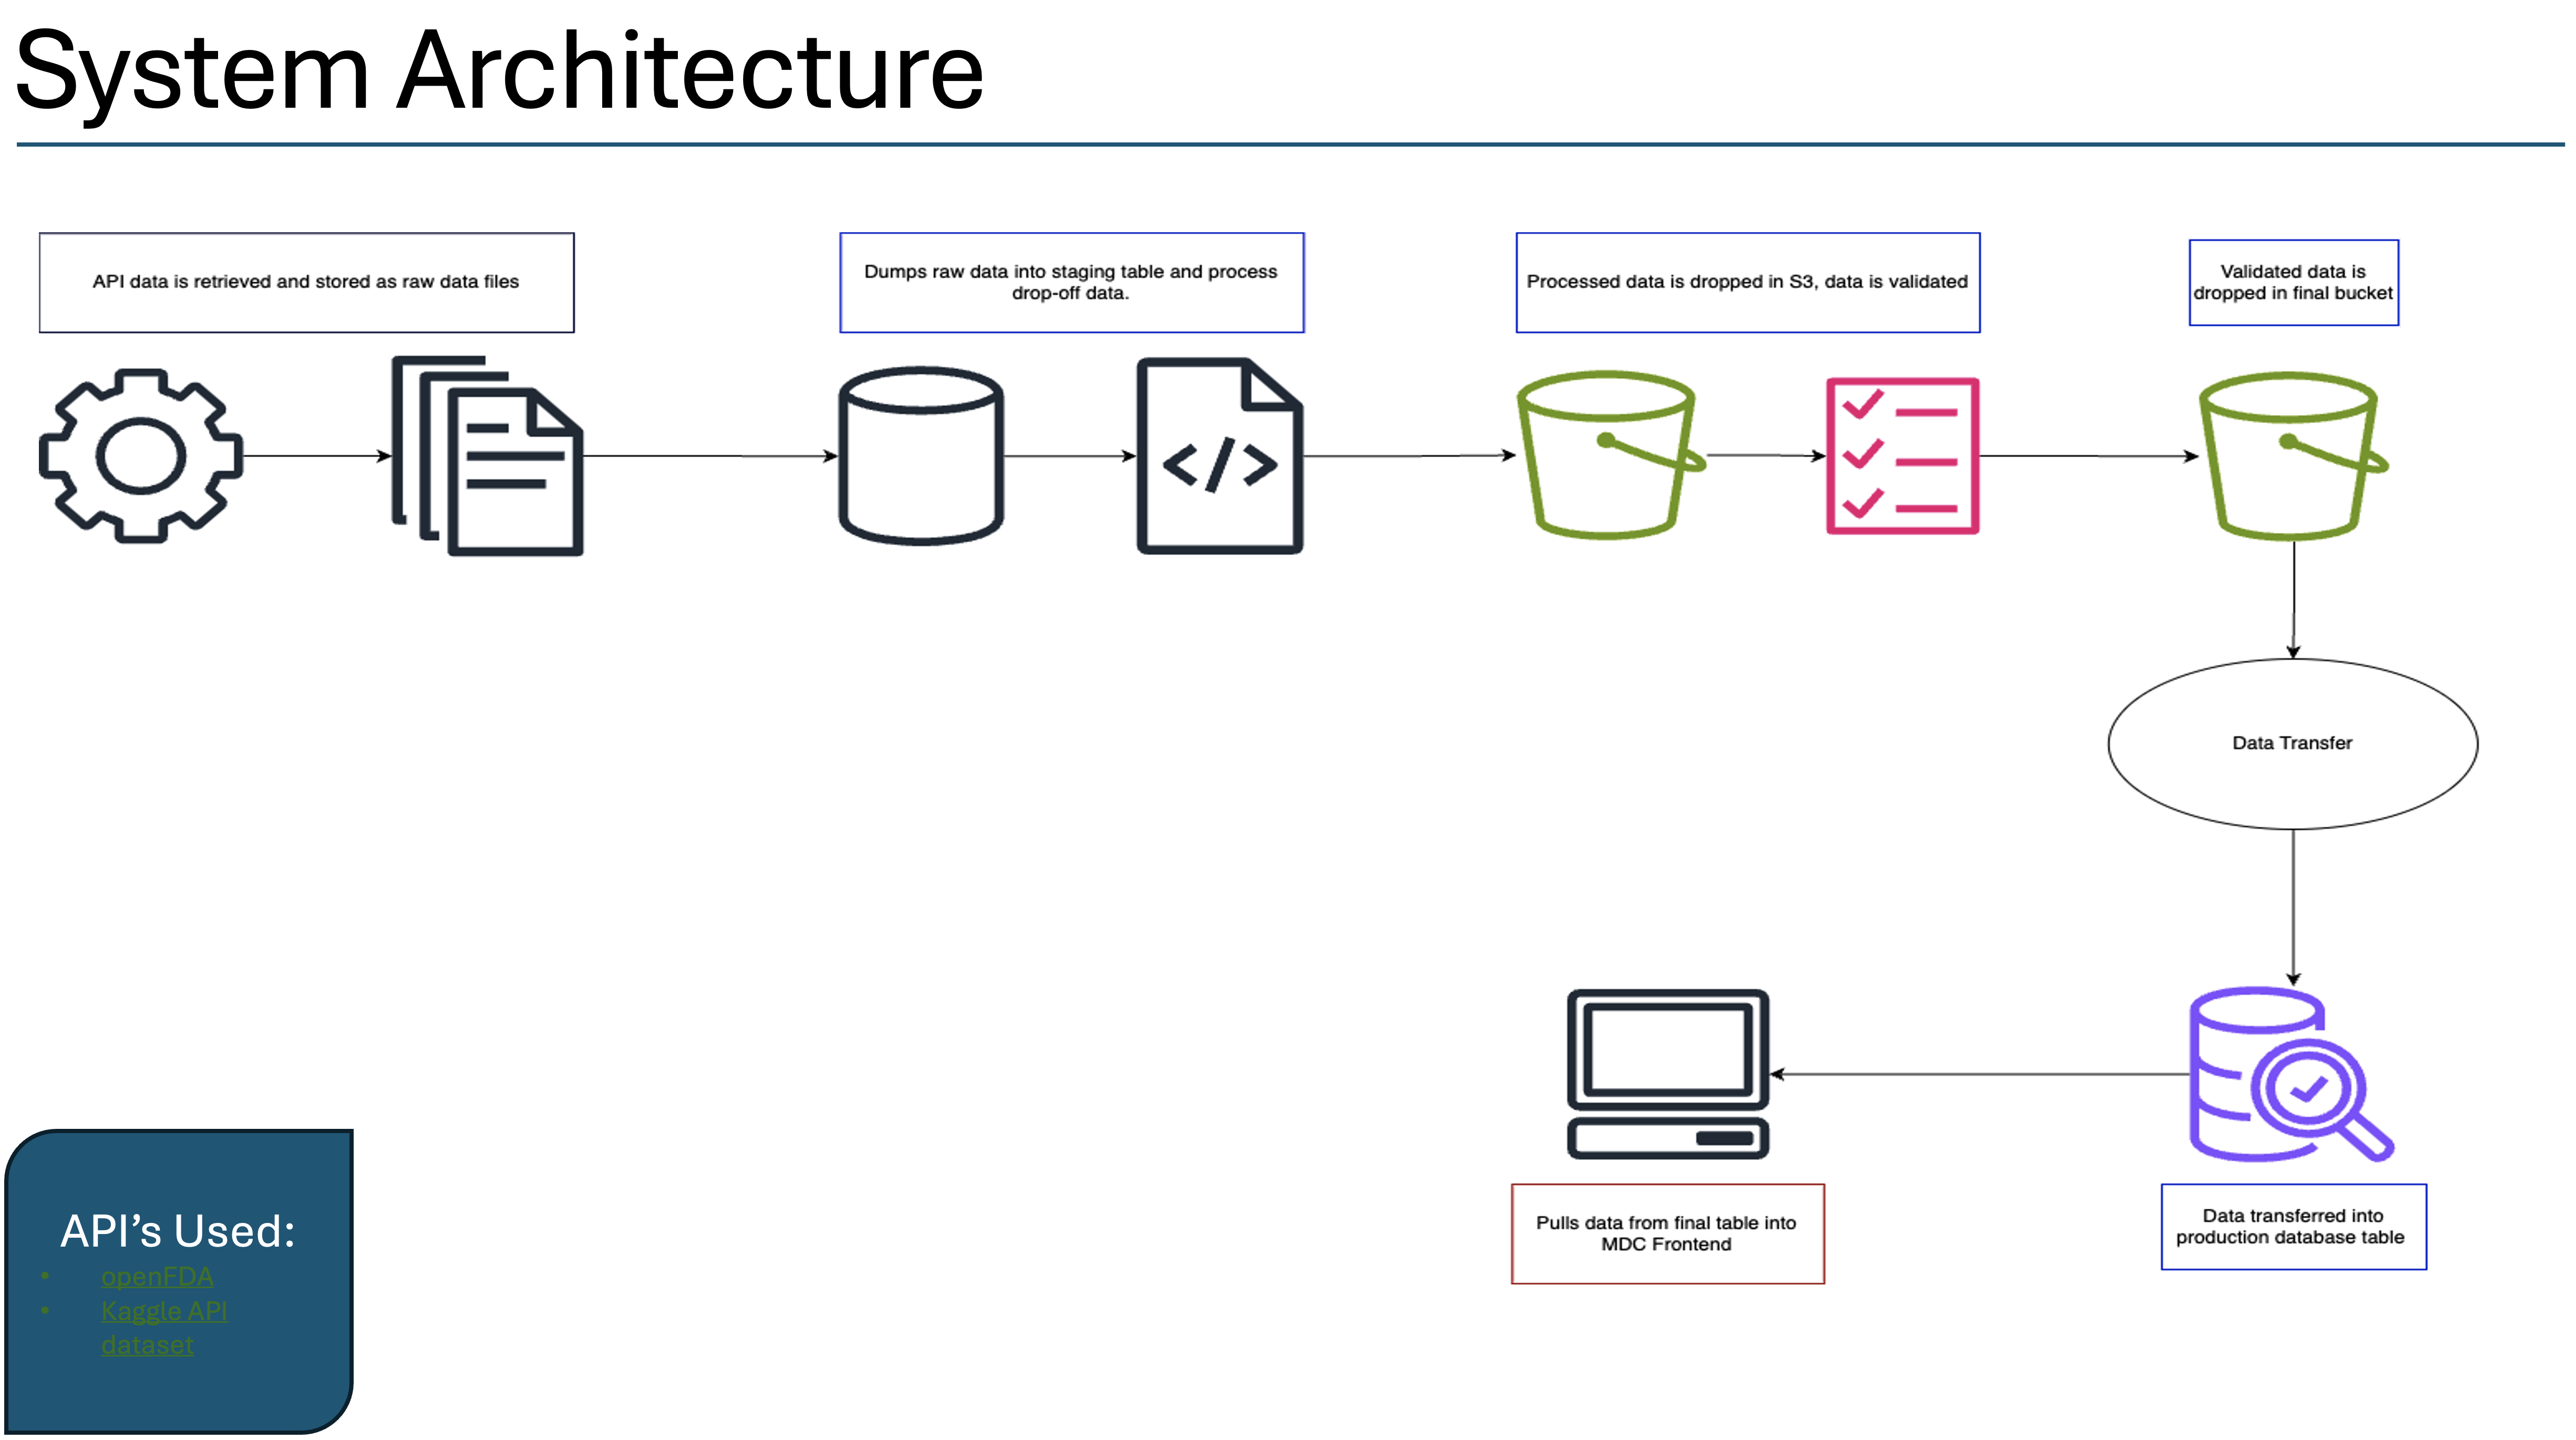 System Architecture
API data is retrieved and stored as raw data files
Dumps raw data into staging table and process
drop-off data.
Processed data is dropped in S3, data is validated
Validated data is
dropped in final bucket
</>
Data Transfer
Pulls data from final table into
MDC Frontend
Data transferred into
production database table
API’s Used:
• openFDA
• Kaggle API
dataset